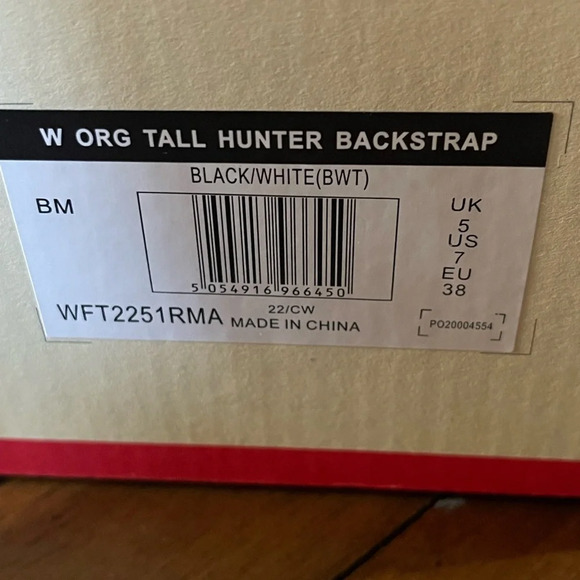 W ORG TALL HUNTER BACKSTRAP
BLACK/WHITE(BWT)
BM
5 054916 966450
UK
5
US
7
EU
38
WFT2251RMA
22/CW
MADE IN CHINA
PO20004554